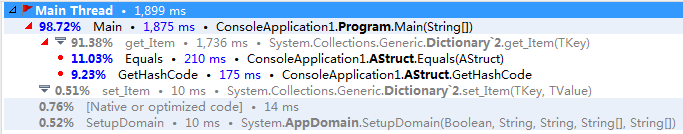 Main Thread • 1,899 ms
98.72% Main • 1,875 ms • ConsoleApplication1.Program.Main(String[])
91.38% get_Item • 1,736 ms • System.Collections.Generic.Dictionary`2.get_Item(TKey)
11.03% Equals • 210 ms • ConsoleApplication1.AStruct.Equals(AStruct)
9.23% GetHashCode • 175 ms • ConsoleApplication1.AStruct.GetHashCode
0.51% set_Item • 10 ms • System.Collections.Generic.Dictionary`2.set_Item(TKey, TValue)
0.76% [Native or optimized code] • 14 ms
0.52% SetupDomain • 10 ms • System.AppDomain.SetupDomain(Boolean, String, String, String[], String[])